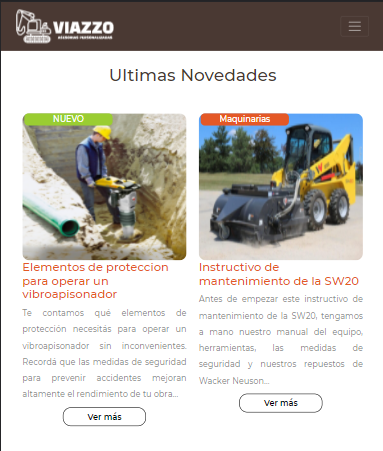 VIAZZO
ASESORIAS PERSONALIZADAS
Ultimas Novedades
NUEVO
Elementos de proteccion
para operar un
vibroapisonador
Te contamos qué elementos de
protección necesitás para operar un
vibroapisonador sin inconvenientes.
Recordá que las medidas de seguridad
para prevenir accidentes mejoran
altamente el rendimiento de tu obra...
Ver más
Maquinarias
Instructivo de
mantenimiento de la SW20
Antes de empezar este instructivo de
mantenimiento de la SW20, tengamos
a mano nuestro manual del equipo,
herramientas, las medidas de
seguridad y nuestros repuestos de
Wacker Neuson...
Ver más